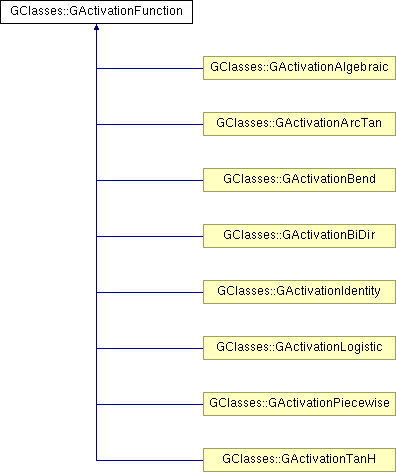 GClasses::GActivationFunction
GClasses::GActivationAlgebraic
GClasses::GActivationArcTan
GClasses::GActivationBend
GClasses::GActivationBiDir
GClasses::GActivationIdentity
GClasses::GActivationLogistic
GClasses::GActivationPiecewise
GClasses::GActivationTanH